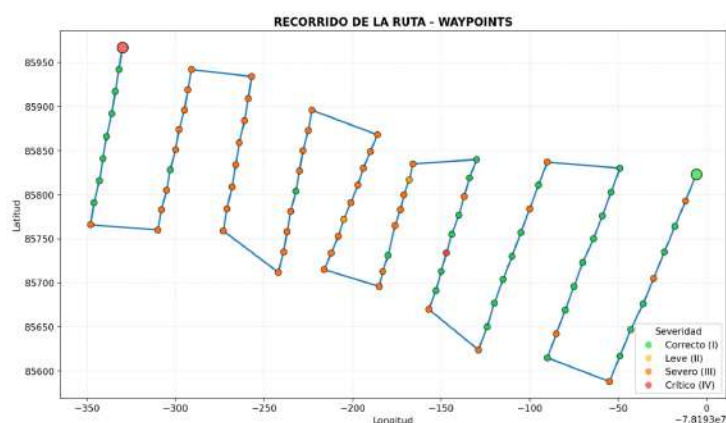 RECORRIDO DE LA RUTA - WAYPOINTS
85950
85900
85850
85800
85750
85700
85650
85600
Latitud
Severidad
Correcto (I)
Leve (II)
Severo (III)
Crítico (IV)
−350
−300
−250
−200
−150
−100
−50
0
Longitud
−7.8193e7